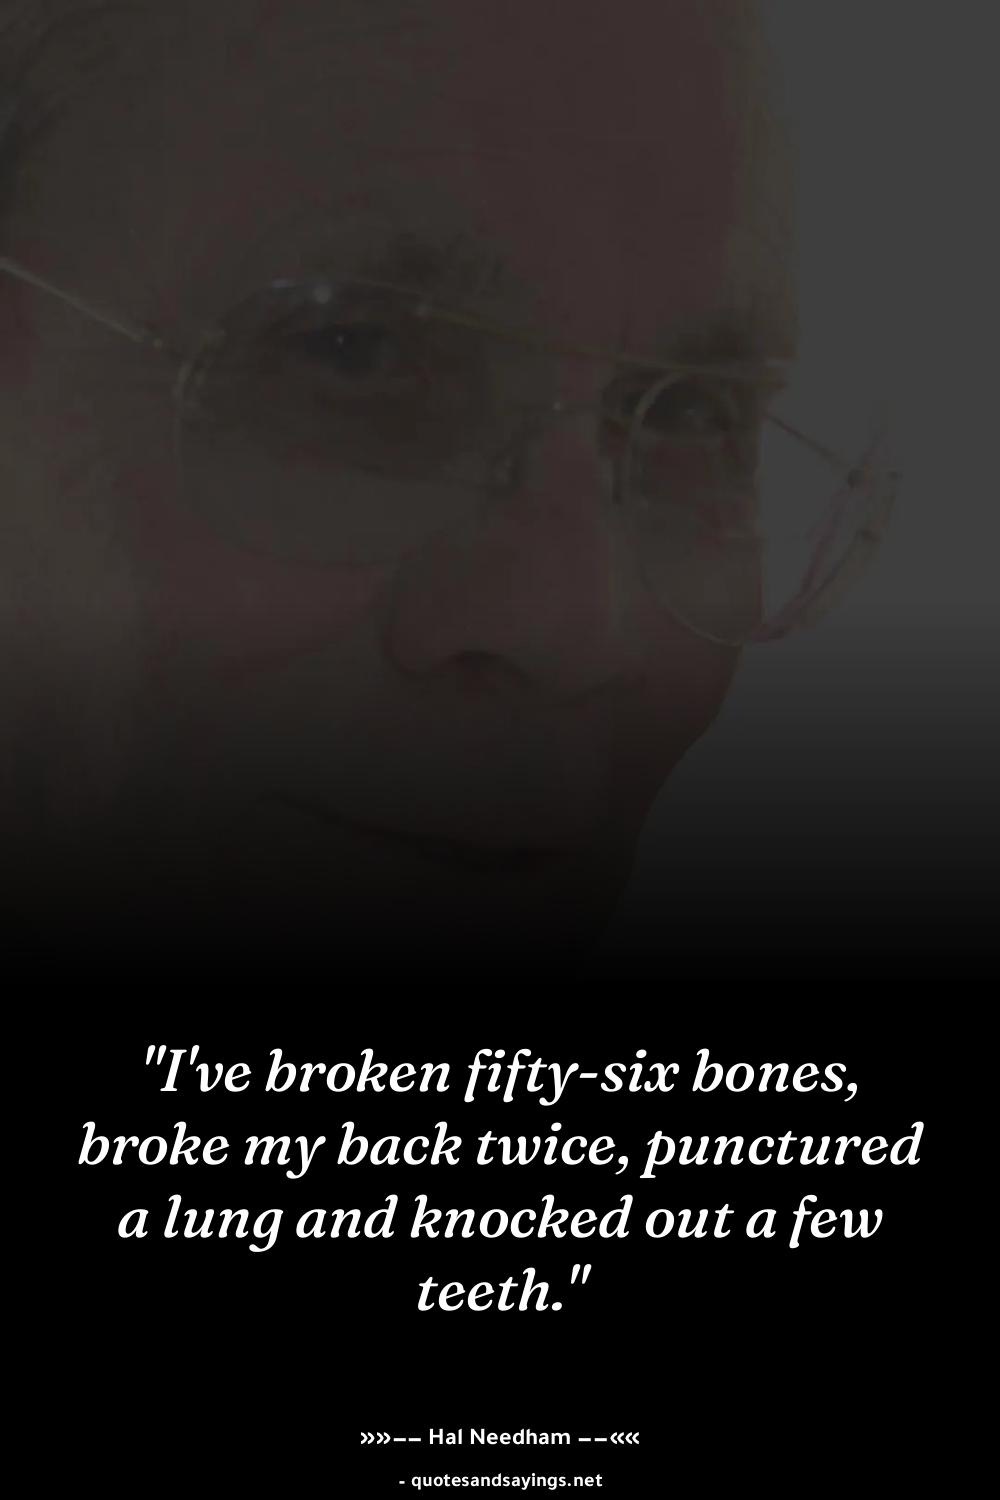 "I've broken fifty-six bones,
broke my back twice, punctured
a lung and knocked out a few
teeth."
»»−− Hal Needham −−««
- quotesandsayings.net